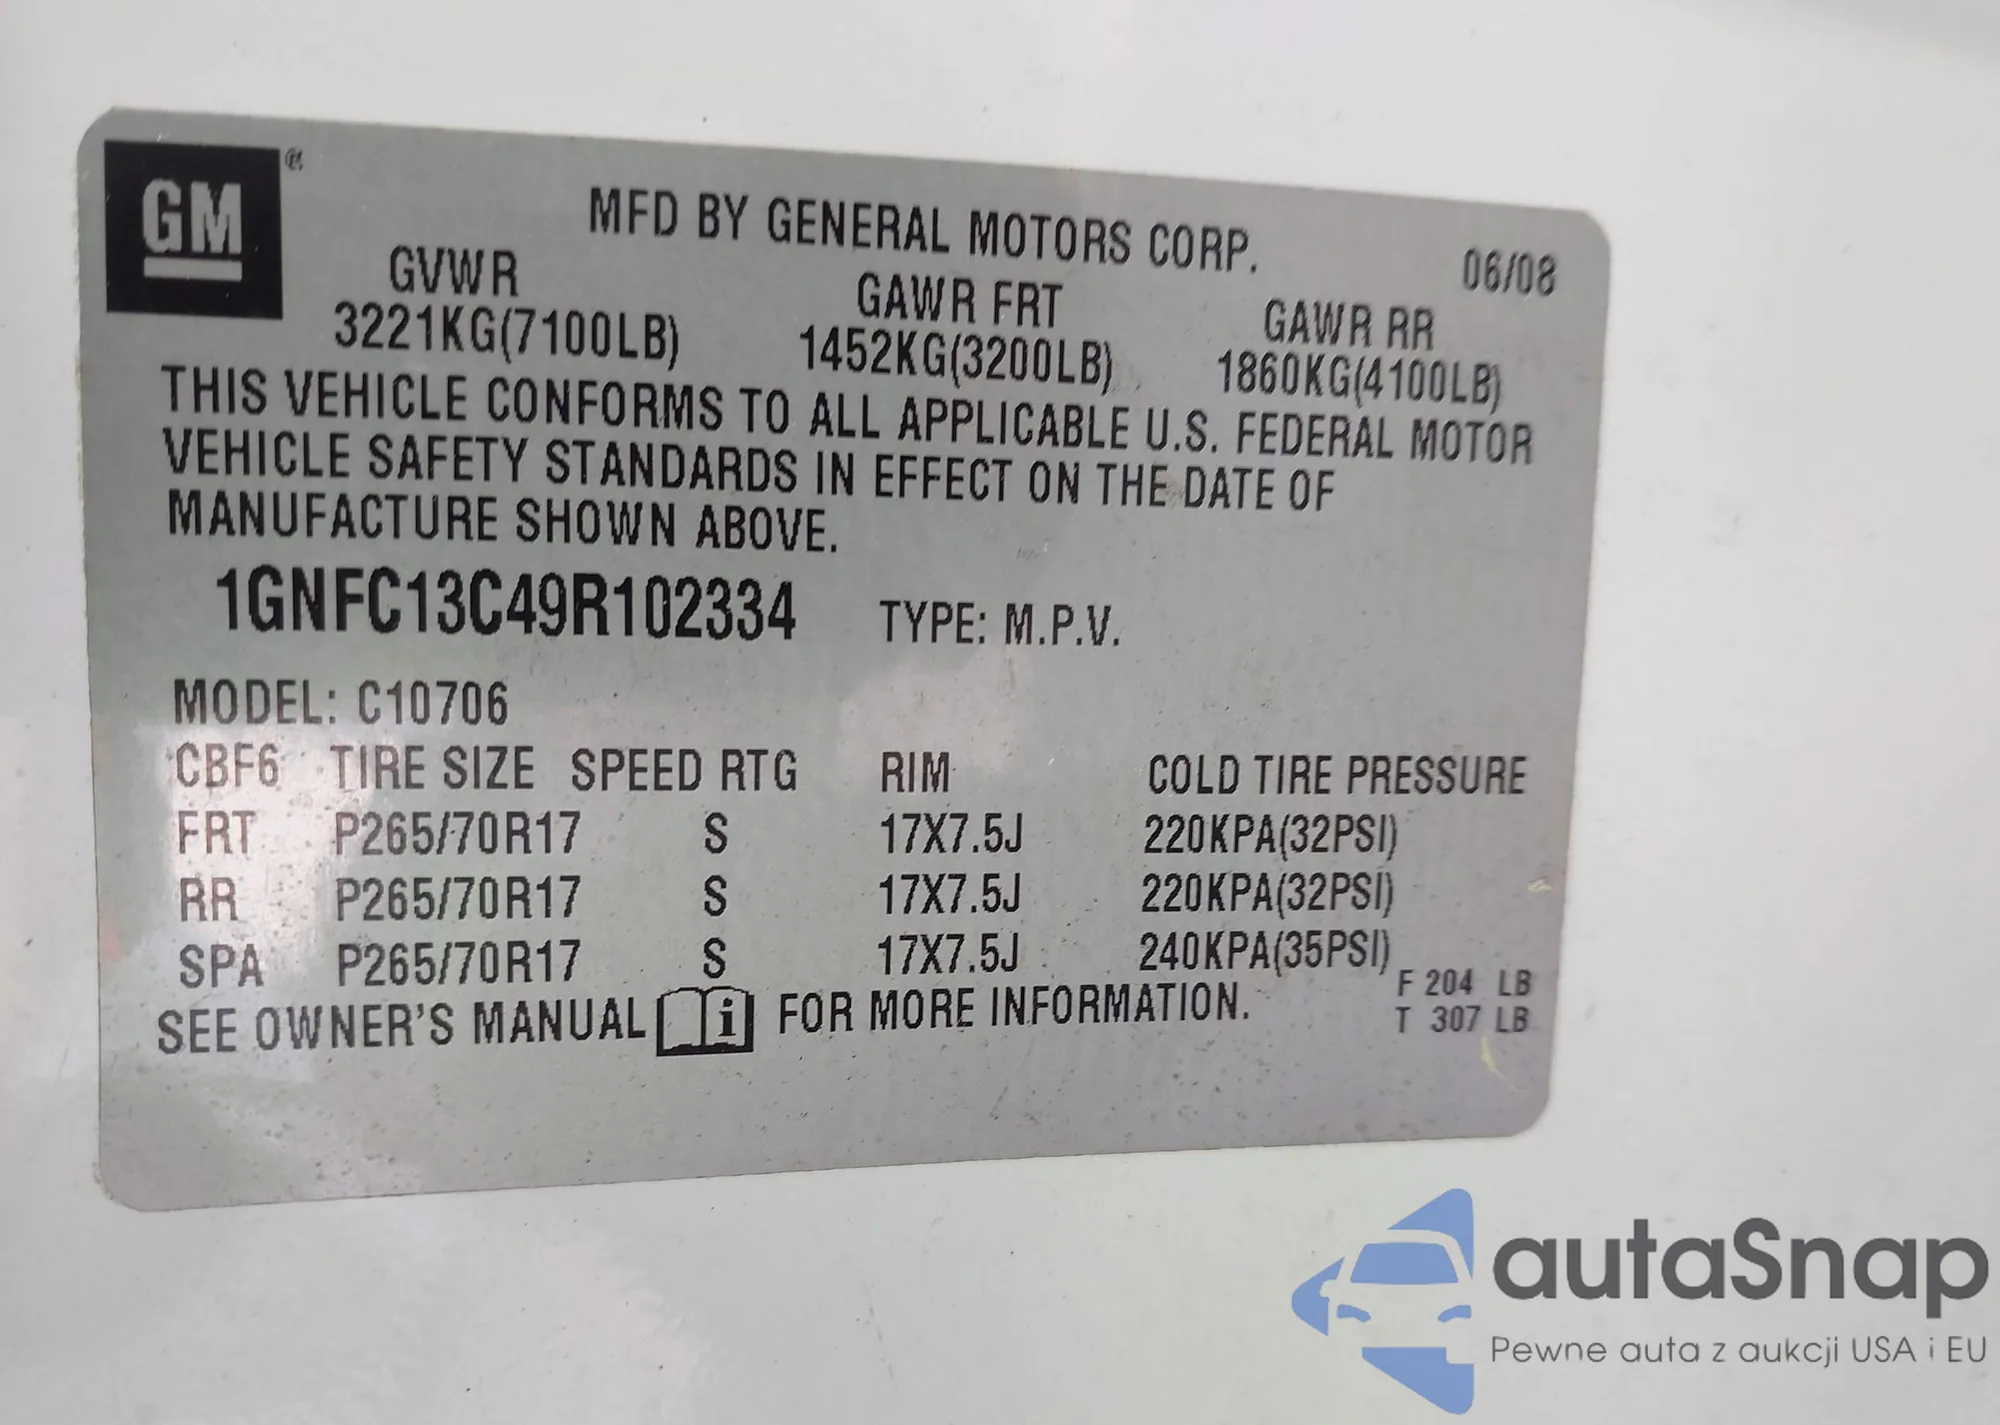 GM®
MFD BY GENERAL MOTORS CORP.
06/08
GVWR GAWR FRT GAWR RR
3221KG(7100LB) 1452KG(3200LB) 1860KG(4100LB)
THIS VEHICLE CONFORMS TO ALL APPLICABLE U.S. FEDERAL MOTOR
VEHICLE SAFETY STANDARDS IN EFFECT ON THE DATE OF
MANUFACTURE SHOWN ABOVE.
1GNFC13C49R102334 TYPE: M.P.V.
MODEL: C10706
CBF6 TIRE SIZE SPEED RTG RIM COLD TIRE PRESSURE
FRT P265/70R17 S 17X7.5J 220KPA(32PSI)
RR P265/70R17 S 17X7.5J 220KPA(32PSI)
SPA P265/70R17 S 17X7.5J 240KPA(35PSI)
F 204 LB
SEE OWNER'S MANUAL i FOR MORE INFORMATION.
T 307 LB
autaSnap
Pewne auta z aukcji USA i EU